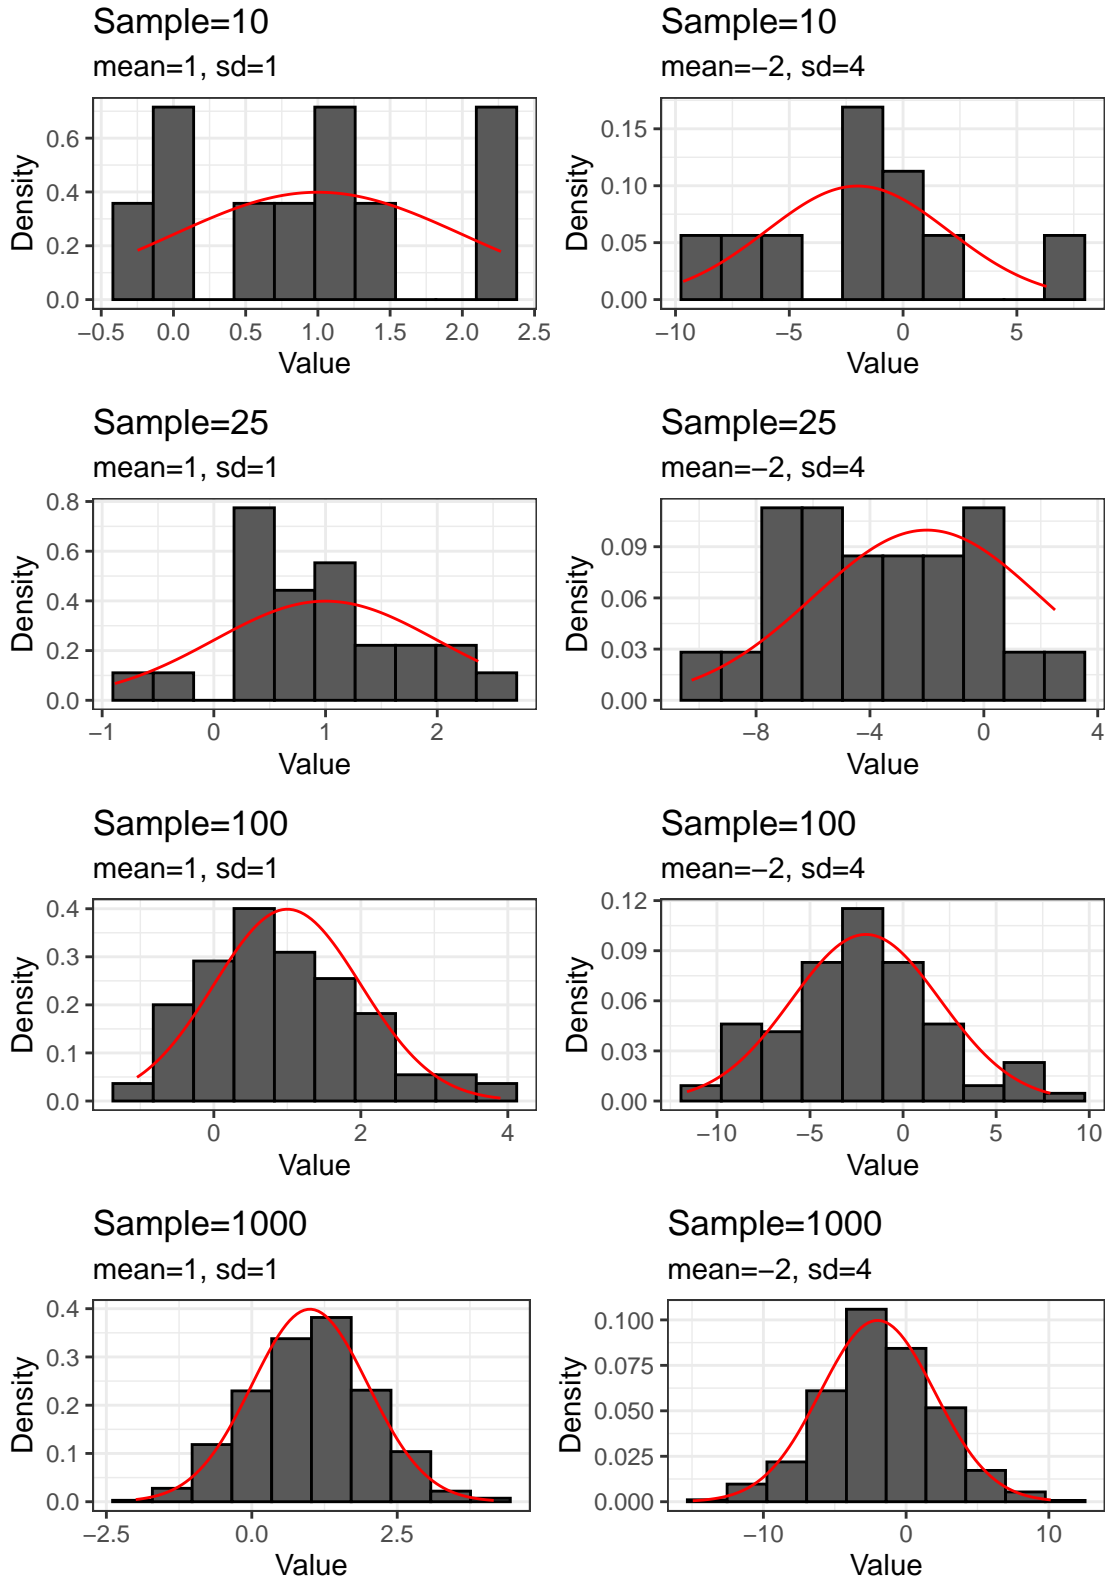 Sample=10
mean=1, sd=1
Density
0.6
0.4
0.2
0.0
−0.5 0.0 0.5 1.0 1.5 2.0 2.5
Value
Sample=10
mean=−2, sd=4
Density
0.15
0.10
0.05
0.00
−10 −5 0 5
Value
Sample=25
mean=1, sd=1
Density
0.8
0.6
0.4
0.2
0.0
−1 0 1 2
Value
Sample=25
mean=−2, sd=4
Density
0.09
0.06
0.03
0.00
−8 −4 0 4
Value
Sample=100
mean=1, sd=1
Density
0.4
0.3
0.2
0.1
0.0
0 2 4
Value
Sample=100
mean=−2, sd=4
Density
0.12
0.09
0.06
0.03
0.00
−10 −5 0 5 10
Value
Sample=1000
mean=1, sd=1
Density
0.4
0.3
0.2
0.1
0.0
−2.5 0.0 2.5
Value
Sample=1000
mean=−2, sd=4
Density
0.100
0.075
0.050
0.025
0.000
−10 0 10
Value